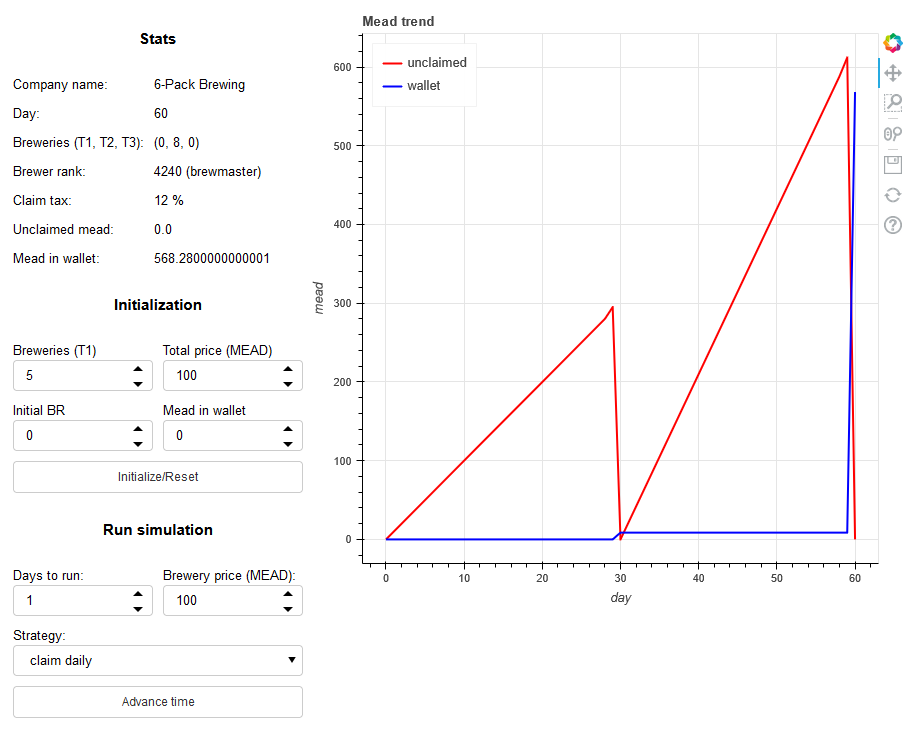 Stats
Company name: 6-Pack Brewing
Day: 60
Breweries (T1, T2, T3): (0, 8, 0)
Brewer rank: 4240 (brewmaster)
Claim tax: 12 %
Unclaimed mead: 0.0
Mead in wallet: 568.2800000000001
Initialization
Breweries (T1) Total price (MEAD)
5 100
Initial BR Mead in wallet
0 0
Initialize/Reset
Run simulation
Days to run: Brewery price (MEAD):
1 100
Strategy:
claim daily
Advance time
Mead trend
unclaimed
wallet
mead
600
500
400
300
200
100
0
0 10 20 30 40 50 60
day